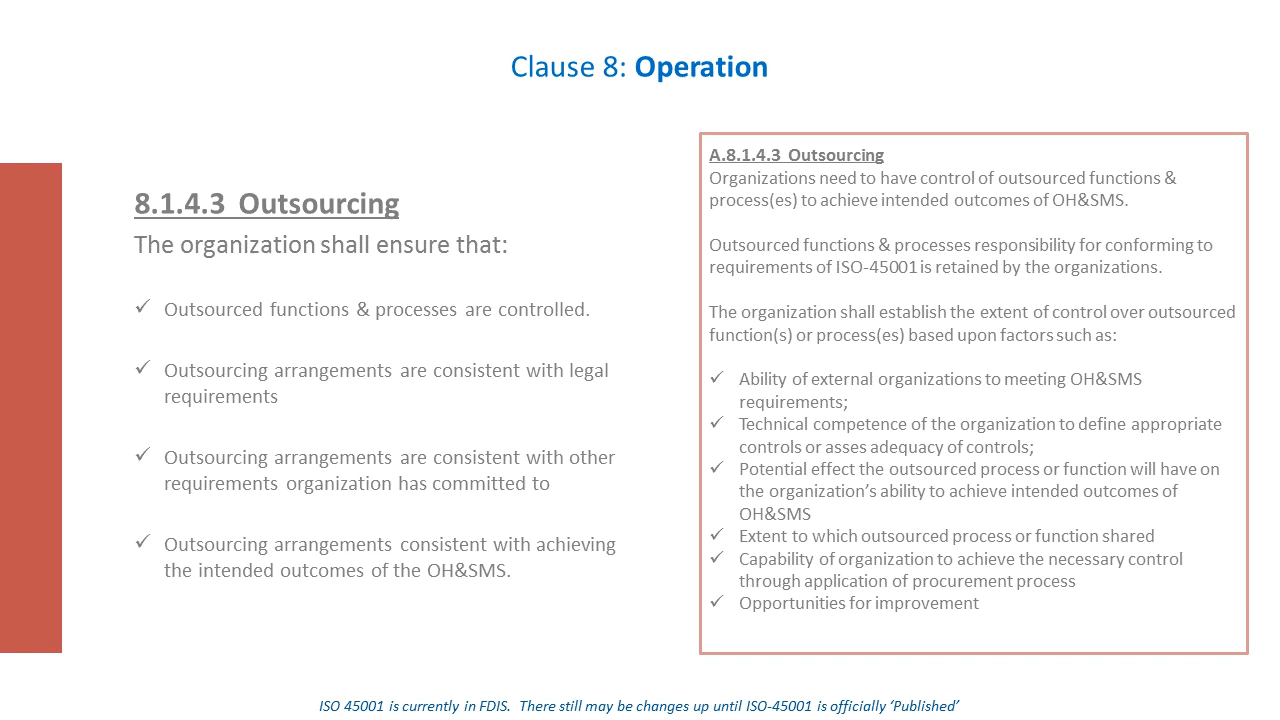 Clause 8: Operation
8.1.4.3 Outsourcing
The organization shall ensure that:
✓ Outsourced functions & processes are controlled.
✓ Outsourcing arrangements are consistent with legal
requirements
✓ Outsourcing arrangements are consistent with other
requirements organization has committed to
✓ Outsourcing arrangements consistent with achieving
the intended outcomes of the OH&SMS.
A.8.1.4.3 Outsourcing
Organizations need to have control of outsourced functions &
process(es) to achieve intended outcomes of OH&SMS.
Outsourced functions & processes responsibility for conforming to
requirements of ISO-45001 is retained by the organizations.
The organization shall establish the extent of control over outsourced
function(s) or process(es) based upon factors such as:
✓ Ability of external organizations to meeting OH&SMS
requirements;
✓ Technical competence of the organization to define appropriate
controls or asses adequacy of controls;
✓ Potential effect the outsourced process or function will have on
the organization's ability to achieve intended outcomes of
OH&SMS
✓ Extent to which outsourced process or function shared
✓ Capability of organization to achieve the necessary control
through application of procurement process
✓ Opportunities for improvement
ISO 45001 is currently in FDIS. There still may be changes up until ISO-45001 is officially ‘Published’